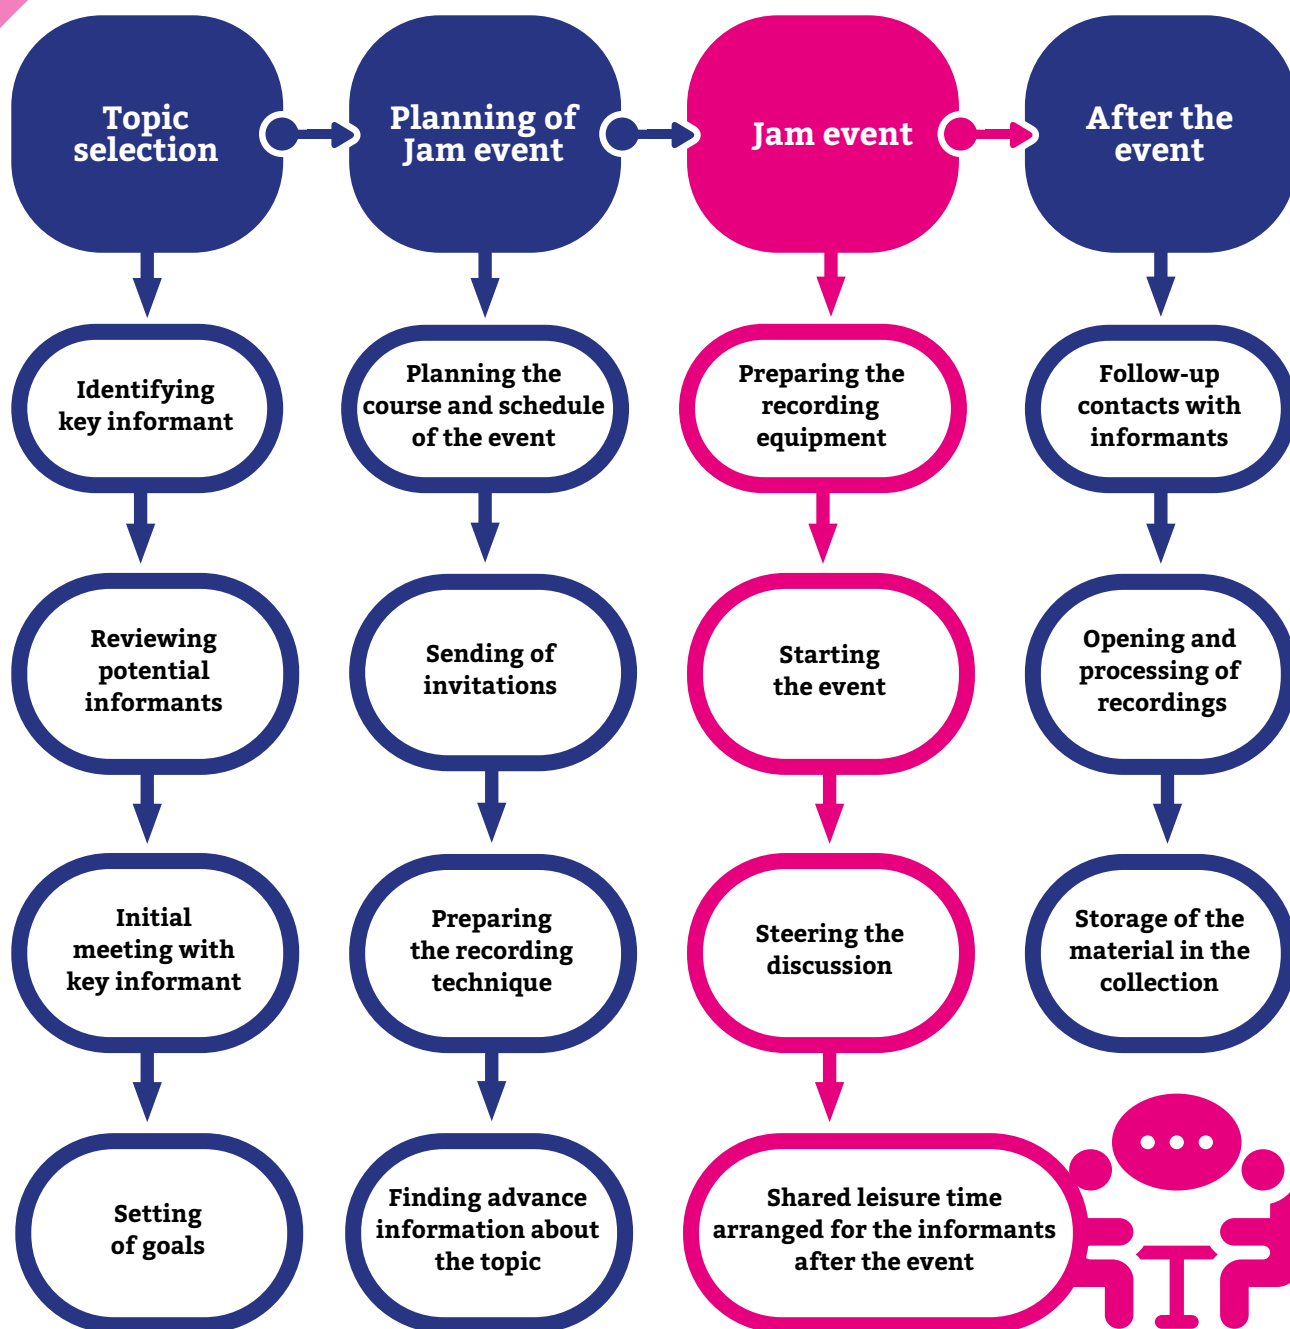 Topic
selection
Planning of
Jam event
Jam event
After the
event
Identifying
key informant
Reviewing
potential
informants
Initial
meeting with
key informant
Setting
of goals
Planning the
course and schedule
of the event
Sending of
invitations
Preparing
the recording
technique
Finding advance
information about
the topic
Preparing the
recording
equipment
Starting
the event
Steering the
discussion
Shared leisure time
arranged for the informants
after the event
Follow-up
contacts with
informants
Opening and
processing of
recordings
Storage of the
material in the
collection